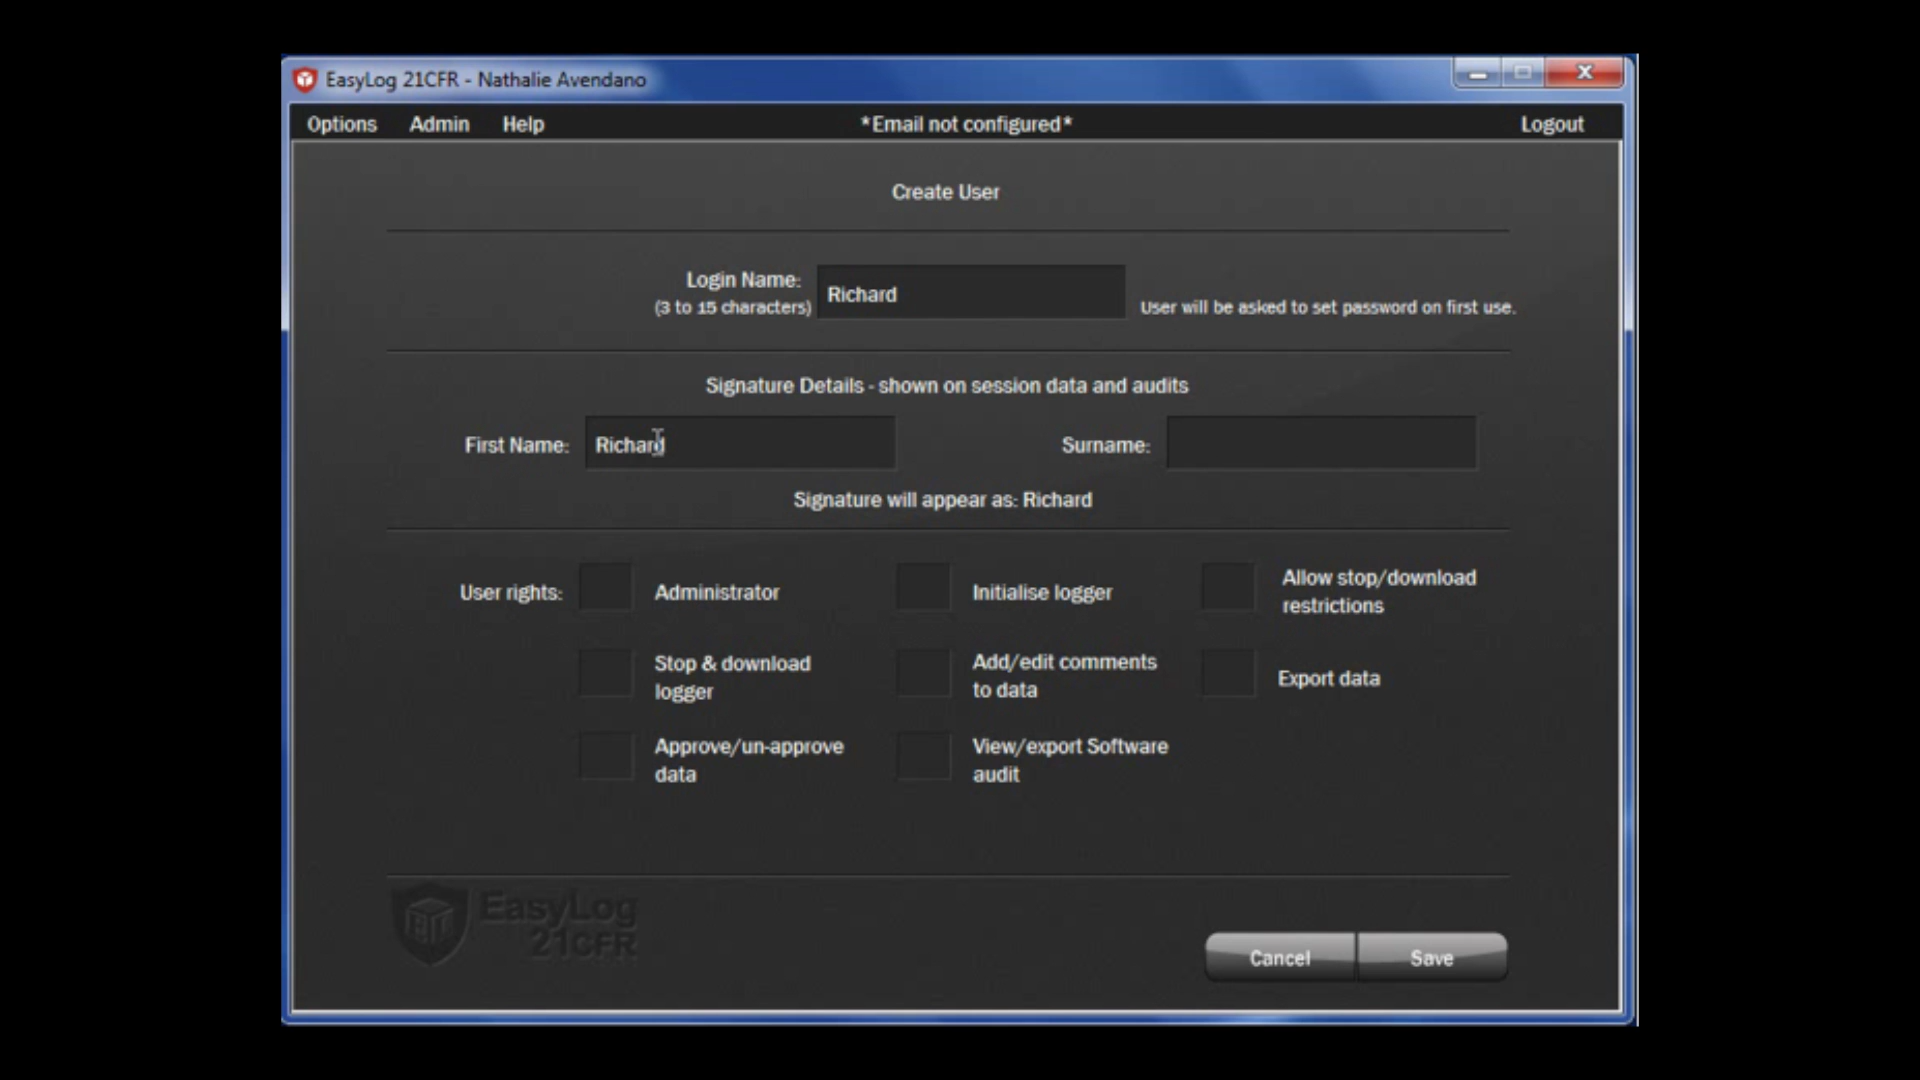 EasyLog 21CFR - Nathalie Avendano
Options Admin Help *Email not configured* Logout
Create User
Login Name:
(3 to 15 characters)
Richard
User will be asked to set password on first use.
Signature Details - shown on session data and audits
First Name: Richard Surname:
Signature will appear as: Richard
User rights: Administrator
Initialise logger
Allow stop/download
restrictions
Stop & download
logger
Add/edit comments
to data
Export data
Approve/un-approve
data
View/export Software
audit
EasyLog
21CFR
Cancel Save